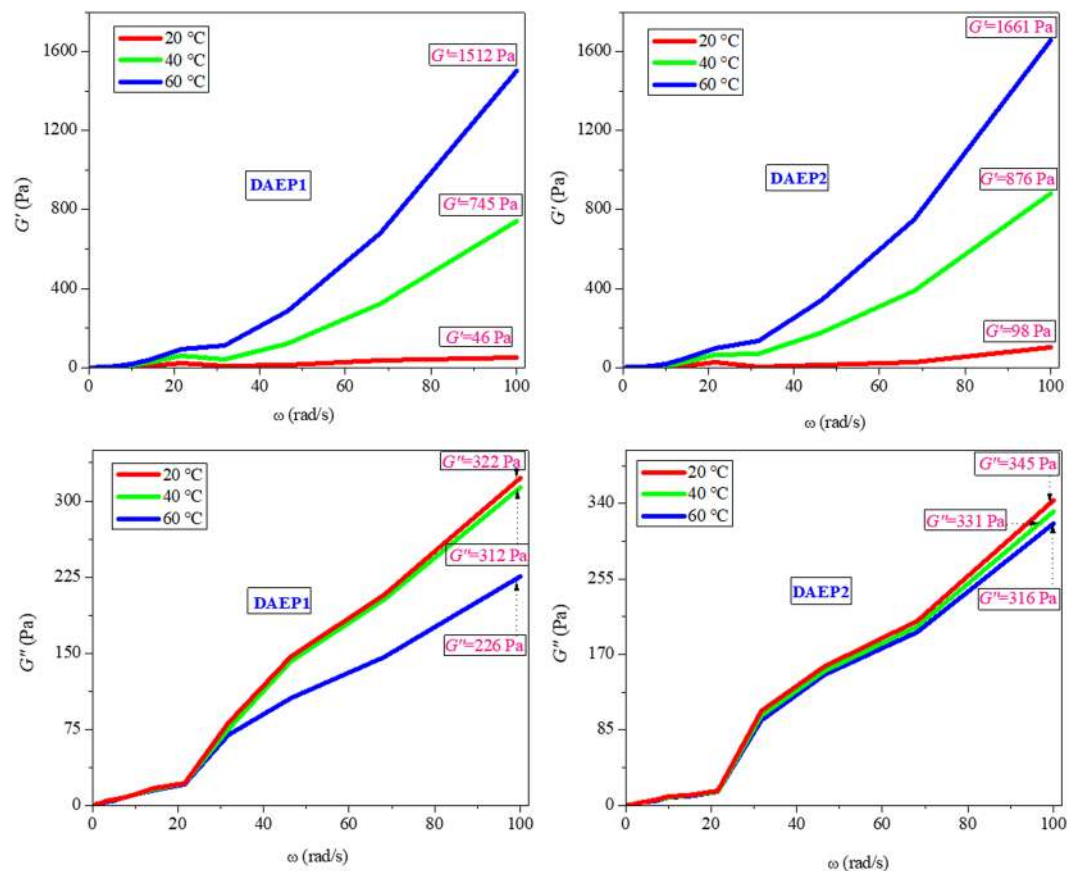 20 °C
40 °C
60 °C
G'=1512 Pa
DAEP1
G'=745 Pa
G'=46 Pa
G' (Pa)
1600
1200
800
400
0
0 20 40 60 80 100
ω (rad/s)
20 °C
40 °C
60 °C
G'=1661 Pa
DAEP2
G'=876 Pa
G'=98 Pa
G' (Pa)
1600
1200
800
400
0
0 20 40 60 80 100
ω (rad/s)
20 °C
40 °C
60 °C
G''=322 Pa
G''=312 Pa
DAEP1
G''=226 Pa
G'' (Pa)
300
225
150
75
0
0 20 40 60 80 100
ω (rad/s)
20 °C
40 °C
60 °C
G''=345 Pa
G''=331 Pa
DAEP2
G''=316 Pa
G'' (Pa)
340
255
170
85
0
0 20 40 60 80 100
ω (rad/s)